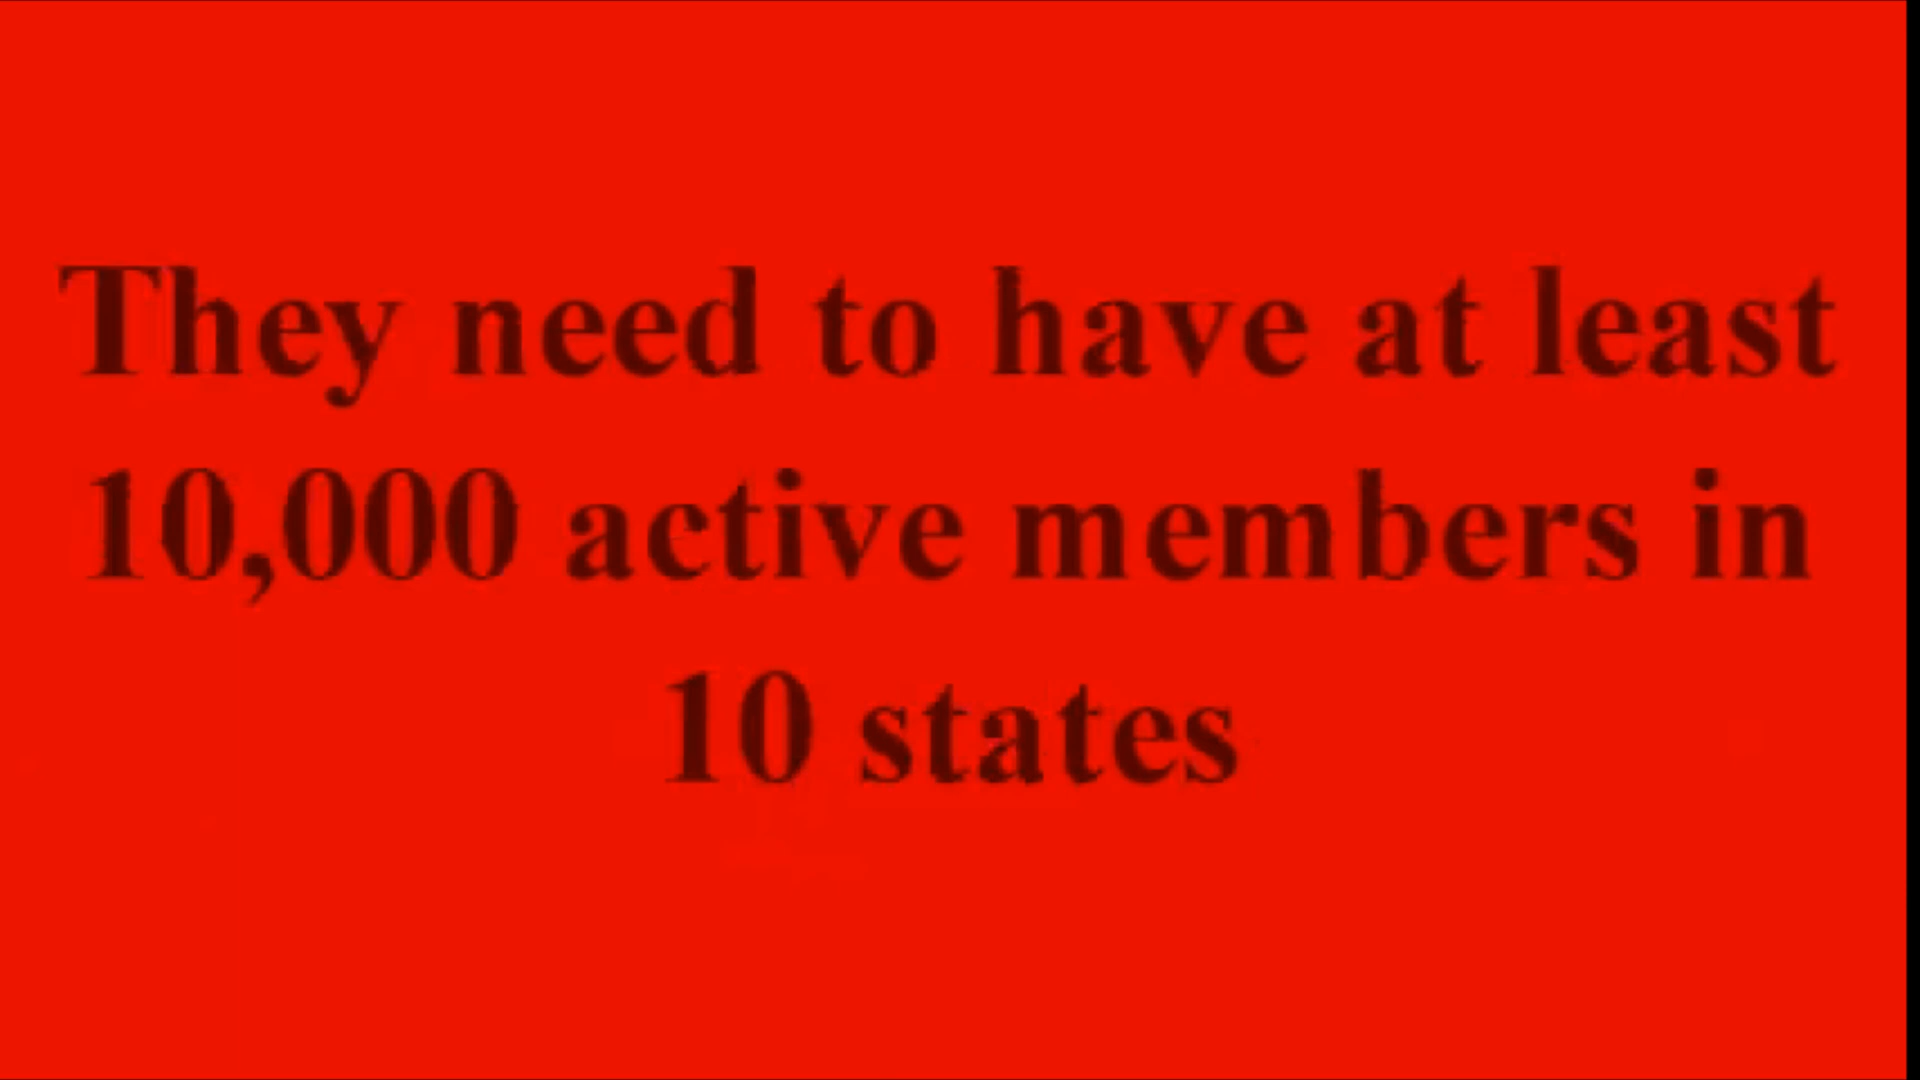 They need to have at least
10,000 active members in
10 states